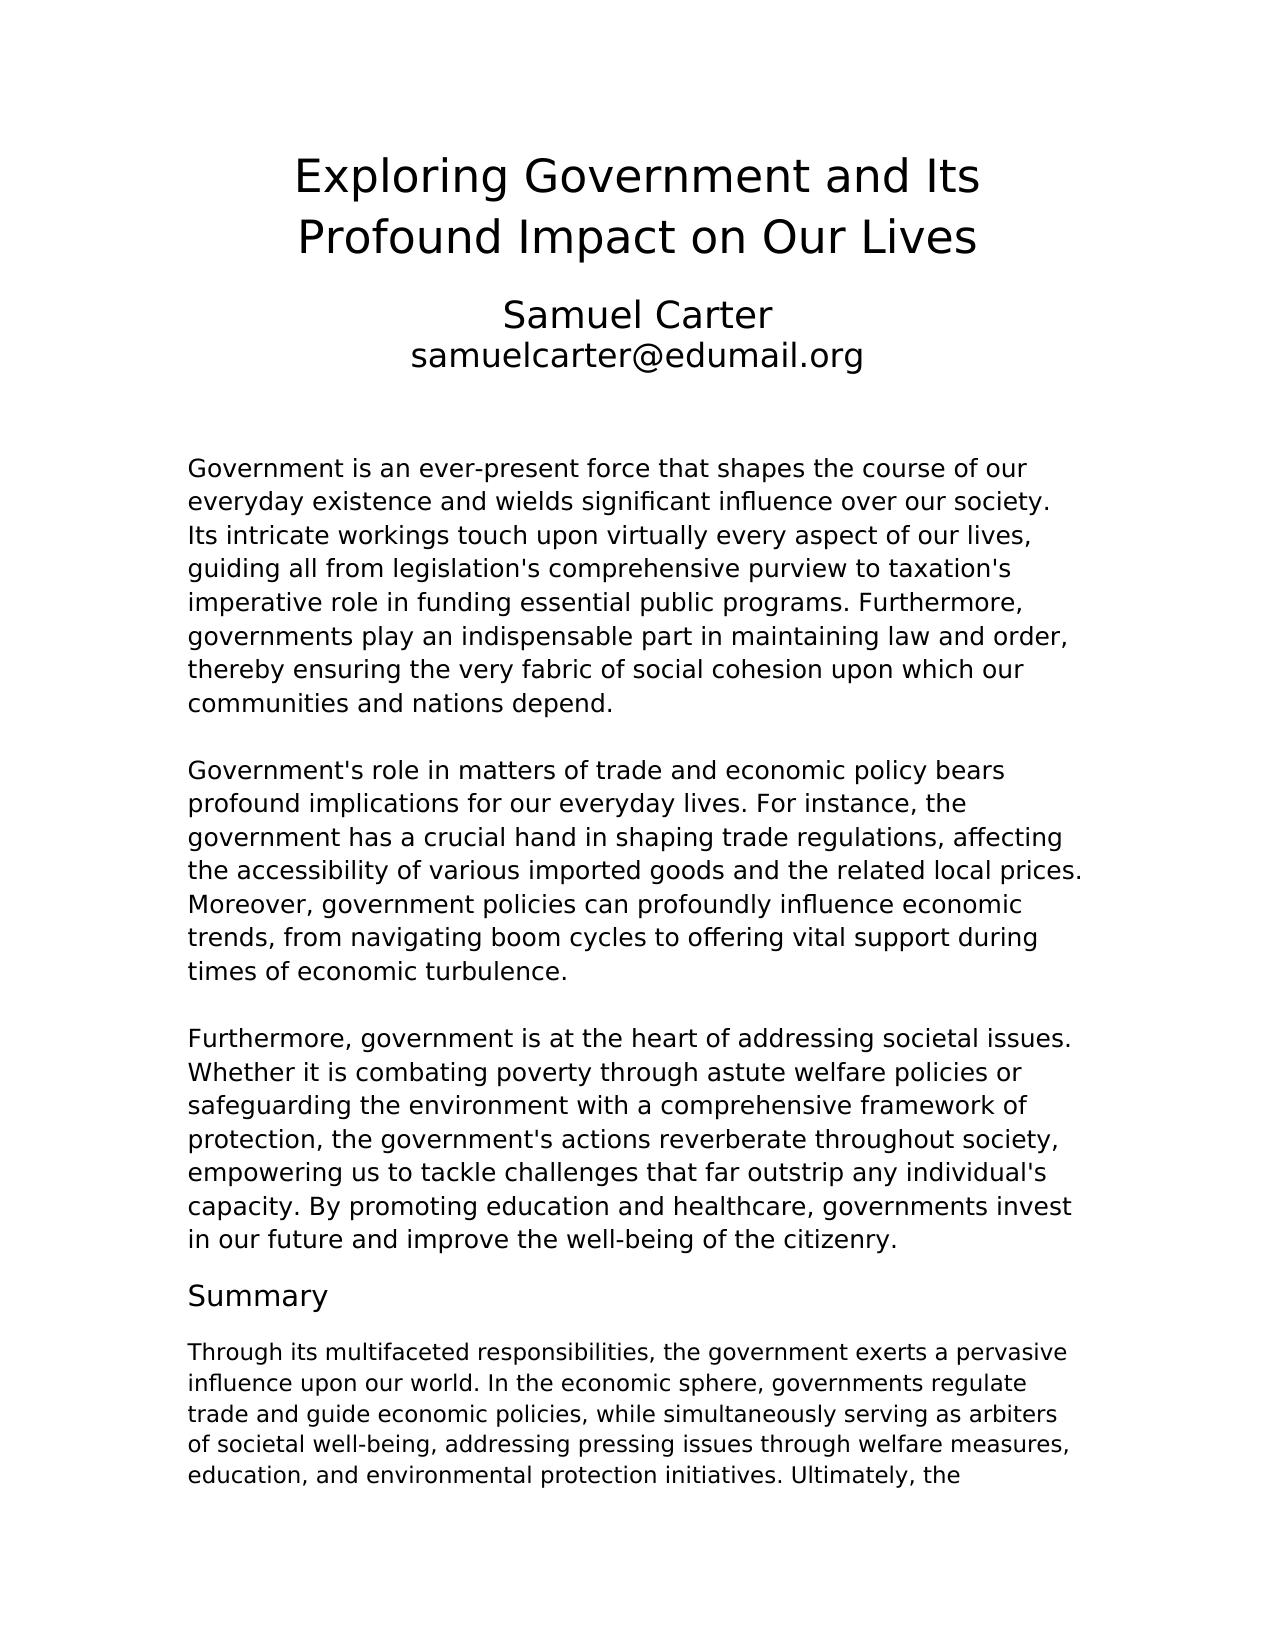 Exploring Government and Its
Profound Impact on Our Lives
Samuel Carter
samuelcarter@edumail.org
Government is an ever-present force that shapes the course of our
everyday existence and wields significant influence over our society.
Its intricate workings touch upon virtually every aspect of our lives,
guiding all from legislation's comprehensive purview to taxation's
imperative role in funding essential public programs. Furthermore,
governments play an indispensable part in maintaining law and order,
thereby ensuring the very fabric of social cohesion upon which our
communities and nations depend.
Government's role in matters of trade and economic policy bears
profound implications for our everyday lives. For instance, the
government has a crucial hand in shaping trade regulations, affecting
the accessibility of various imported goods and the related local prices.
Moreover, government policies can profoundly influence economic
trends, from navigating boom cycles to offering vital support during
times of economic turbulence.
Furthermore, government is at the heart of addressing societal issues.
Whether it is combating poverty through astute welfare policies or
safeguarding the environment with a comprehensive framework of
protection, the government's actions reverberate throughout society,
empowering us to tackle challenges that far outstrip any individual's
capacity. By promoting education and healthcare, governments invest
in our future and improve the well-being of the citizenry.
Summary
Through its multifaceted responsibilities, the government exerts a pervasive
influence upon our world. In the economic sphere, governments regulate
trade and guide economic policies, while simultaneously serving as arbiters
of societal well-being, addressing pressing issues through welfare measures,
education, and environmental protection initiatives. Ultimately, the